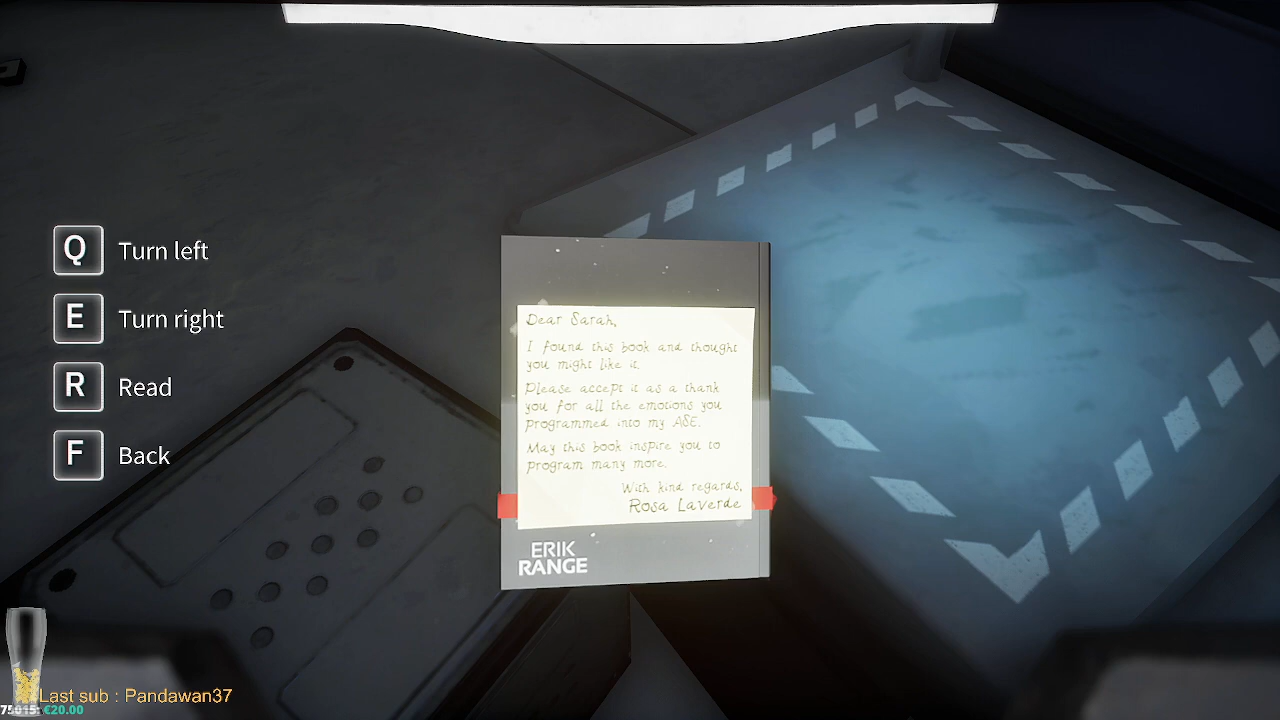 Q Turn left
E Turn right
R Read
F Back
Dear Sarah,
I found this book and thought
you might like it.
Please accept it as a thank
you for all the emotions you
programmed into my ASE.
May this book inspire you to
program many more.
With kind regards,
Rosa Laverde
ERIK
RANGE
Last sub : Pandawan37
€20.00